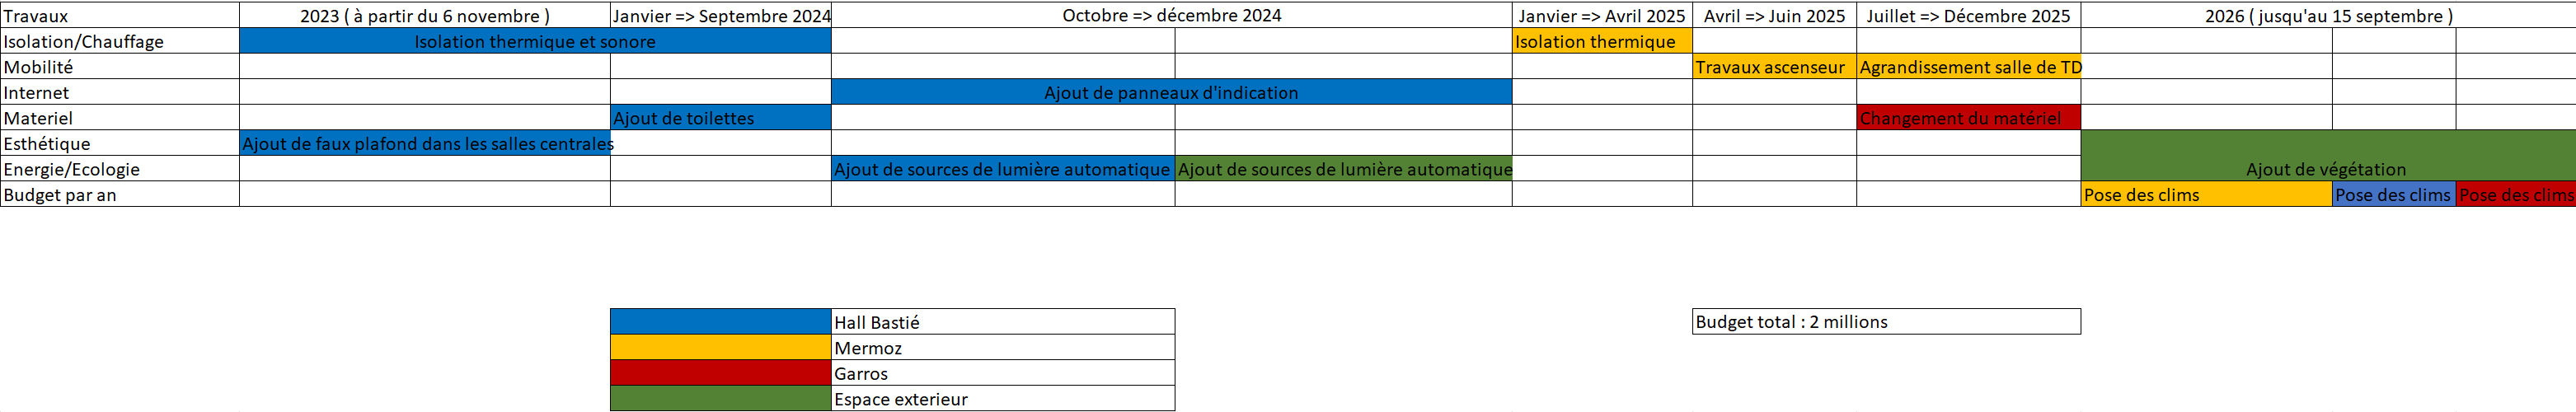 Travaux 2023 ( à partir du 6 novembre ) Janvier => Septembre 2024 Octobre => décembre 2024 Janvier => Avril 2025 Avril => Juin 2025 Juillet => Décembre 2025 2026 ( jusqu'au 15 septembre )
Isolation/Chauffage Isolation thermique et sonore Isolation thermique
Mobilité Travaux ascenseur Agrandissement salle de TD
Internet Ajout de panneaux d'indication
Materiel Ajout de toilettes Changement du matériel
Esthétique Ajout de faux plafond dans les salles centrales
Energie/Ecologie Ajout de sources de lumière automatique Ajout de sources de lumière automatique Ajout de végétation
Budget par an Pose des clims Pose des clims Pose des clims
Hall Bastié Budget total : 2 millions
Mermoz
Garros
Espace exterieur